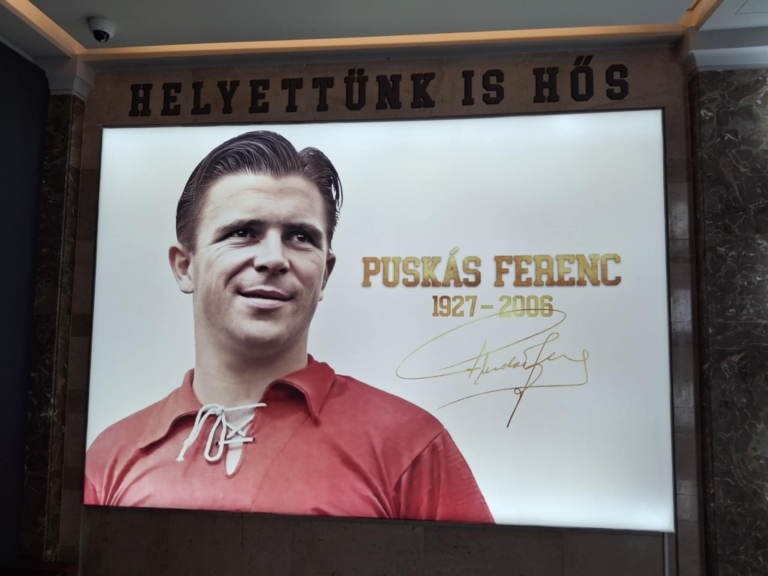 HELYETTÜNK IS HŐS
PUSKÁS FERENC
1927 – 2006